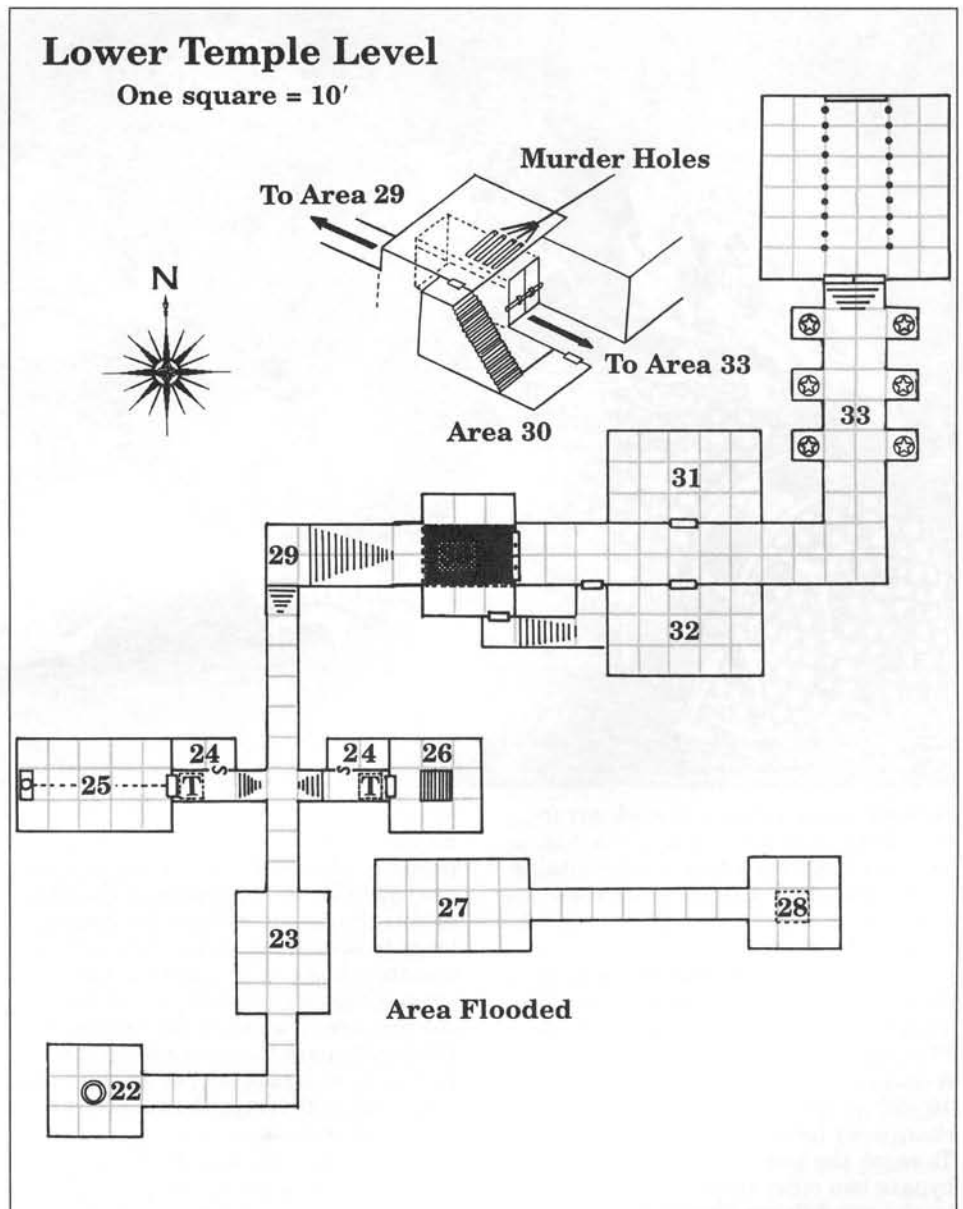 Lower Temple Level
One square = 10′
Murder Holes
To Area 29
N
To Area 33
Area 30
33
31
29
32
24
24
26
25
T
S
S
T
27
28
23
Area Flooded
22